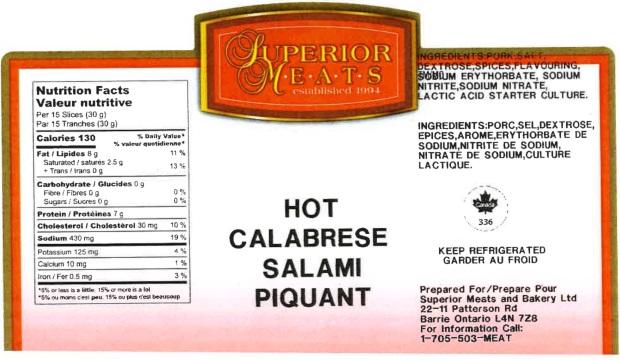 SUPERIOR
M·E·A·T·S
established 1994
Nutrition Facts
Valeur nutritive
Per 15 Slices (30 g)
Par 15 Tranches (30 g)
Calories 130 % Daily Value*
% valeur quotidienne*
Fat / Lipides 8 g 11 %
Saturated / saturés 2.5 g
+ Trans / trans 0 g 13 %
Carbohydrate / Glucides 0 g
Fibre / Fibres 0 g 0 %
Sugars / Sucres 0 g 0 %
Protein / Protéines 7 g
Cholesterol / Cholestérol 30 mg 10 %
Sodium 430 mg 19 %
Potassium 125 mg 4 %
Calcium 10 mg 1 %
Iron / Fer 0.5 mg 3 %
*5% or less is a little, 15% or more is a lot
*5% ou moins c'est peu, 15% ou plus c'est beaucoup
HOT
CALABRESE
SALAMI
PIQUANT
INGREDIENTS:PORK,SALT,
DEXTROSE,SPICES,FLAVOURING,
SODIUM ERYTHORBATE, SODIUM
NITRITE,SODIUM NITRATE,
LACTIC ACID STARTER CULTURE.
INGREDIENTS:PORC,SEL,DEXTROSE,
EPICES,AROME,ERYTHORBATE DE
SODIUM,NITRITE DE SODIUM,
NITRATE DE SODIUM,CULTURE
LACTIQUE.
Canada
336
KEEP REFRIGERATED
GARDER AU FROID
Prepared For/Prepare Pour
Superior Meats and Bakery Ltd
22-11 Patterson Rd
Barrie Ontario L4N 7Z8
For Information Call:
1-705-503-MEAT